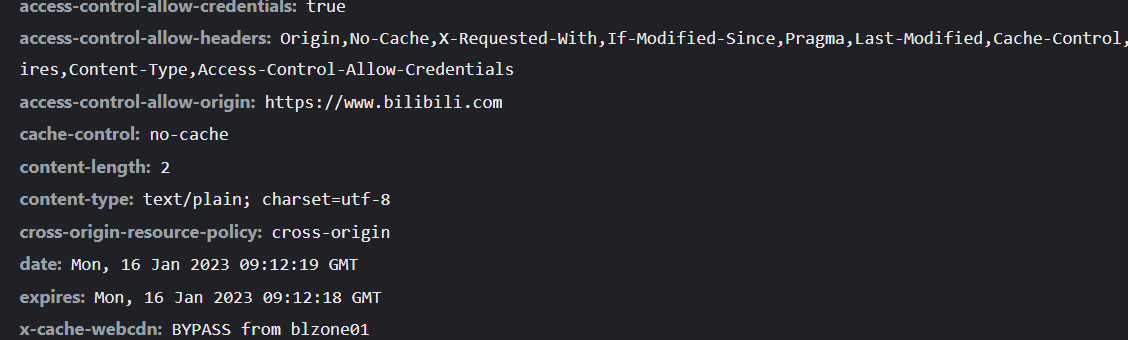 access-control-allow-credentials: true
access-control-allow-headers: Origin,No-Cache,X-Requested-With,If-Modified-Since,Pragma,Last-Modified,Cache-Control,
ires,Content-Type,Access-Control-Allow-Credentials
access-control-allow-origin: https://www.bilibili.com
cache-control: no-cache
content-length: 2
content-type: text/plain; charset=utf-8
cross-origin-resource-policy: cross-origin
date: Mon, 16 Jan 2023 09:12:19 GMT
expires: Mon, 16 Jan 2023 09:12:18 GMT
x-cache-webcdn: BYPASS from blzone01